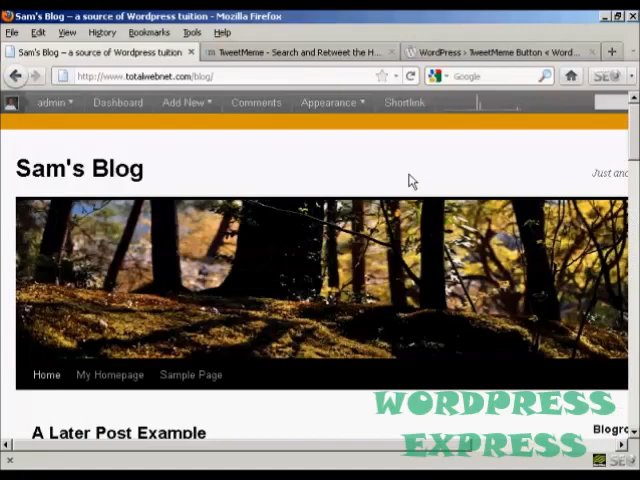 Sam's Blog – a source of Wordpress tuition - Mozilla Firefox
File Edit View History Bookmarks Tools Help
Sam's Blog – a source of Wordpress tuition × TweetMeme - Search and Retweet the H... × WordPress › TweetMeme Button « Word... × +
http://www.totalwebnet.com/blog/ Google SEO
admin Dashboard Add New Comments Appearance Shortlink
Sam's Blog
Just ano
Home My Homepage Sample Page
WORDPRESS
EXPRESS
A Later Post Example Blogro